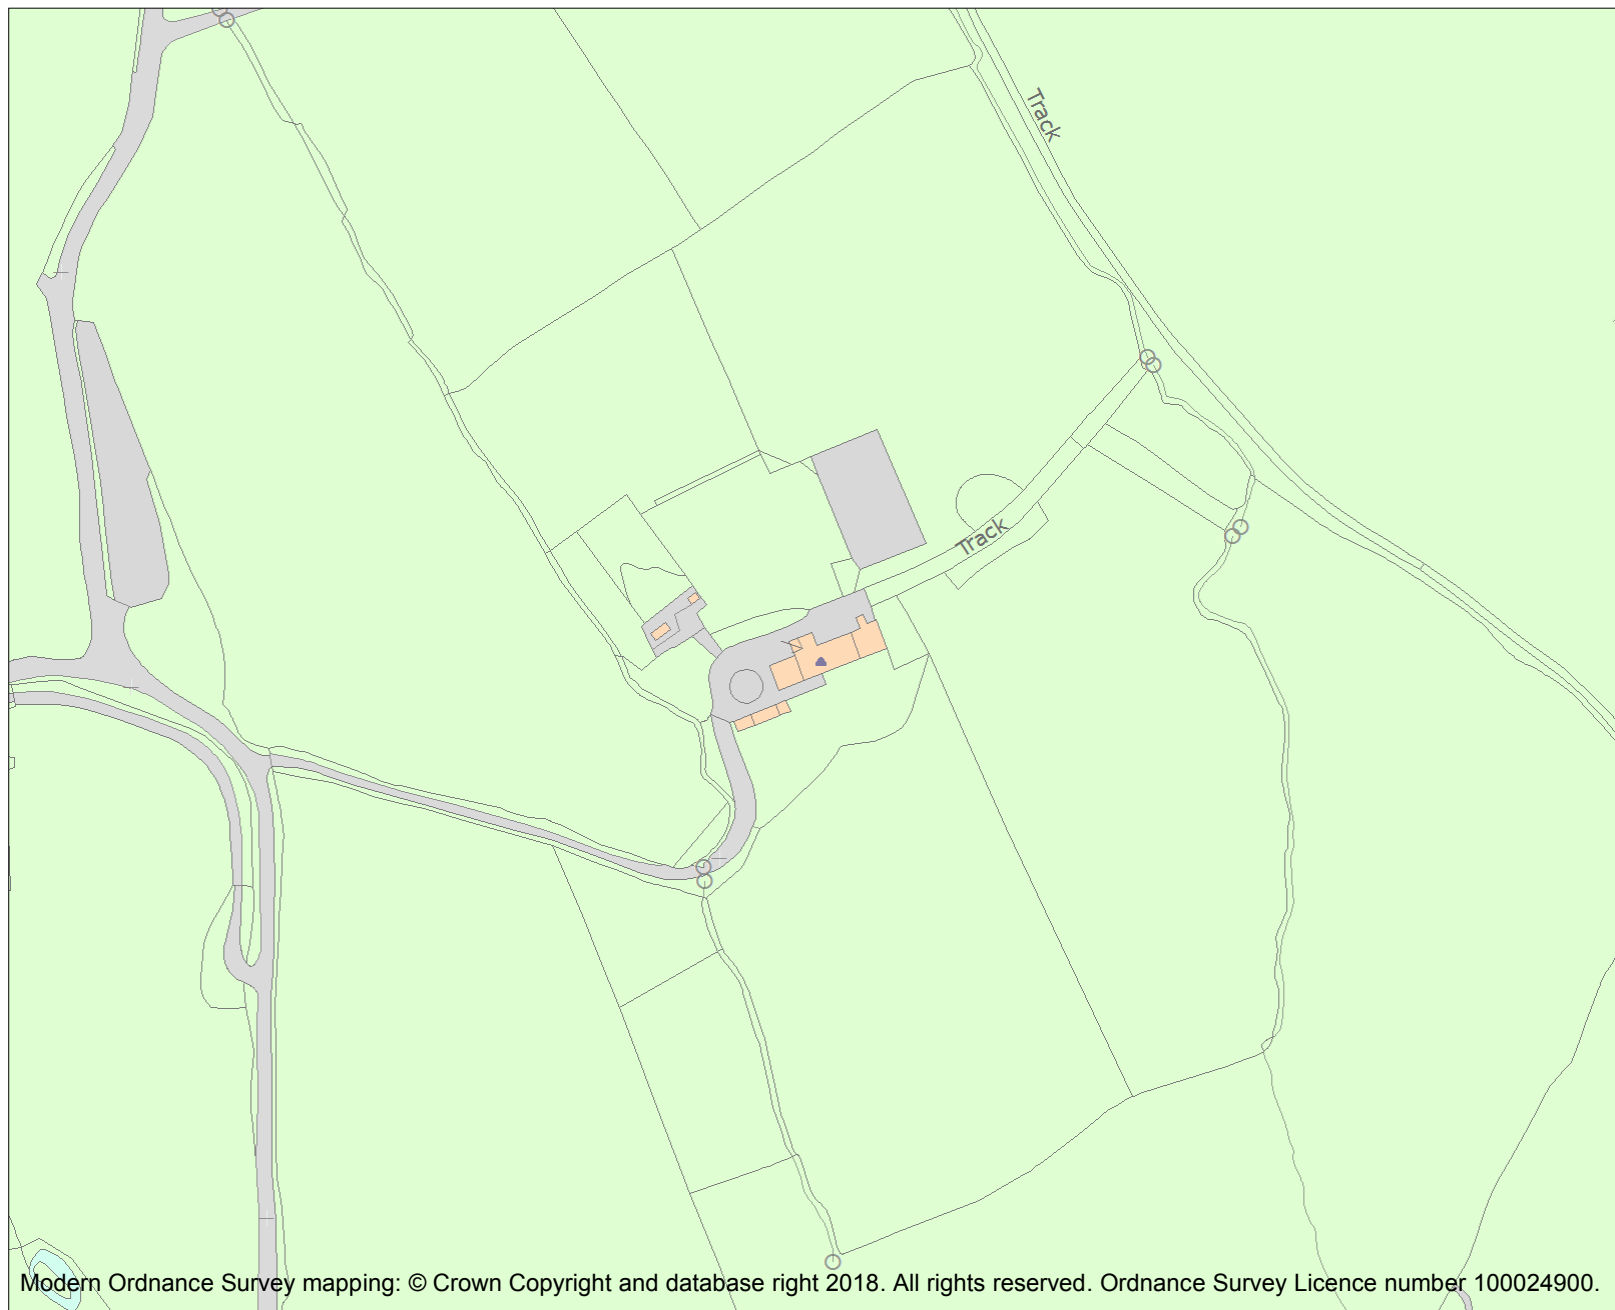 Track
Track
Modern Ordnance Survey mapping: © Crown Copyright and database right 2018. All rights reserved. Ordnance Survey Licence number 100024900.